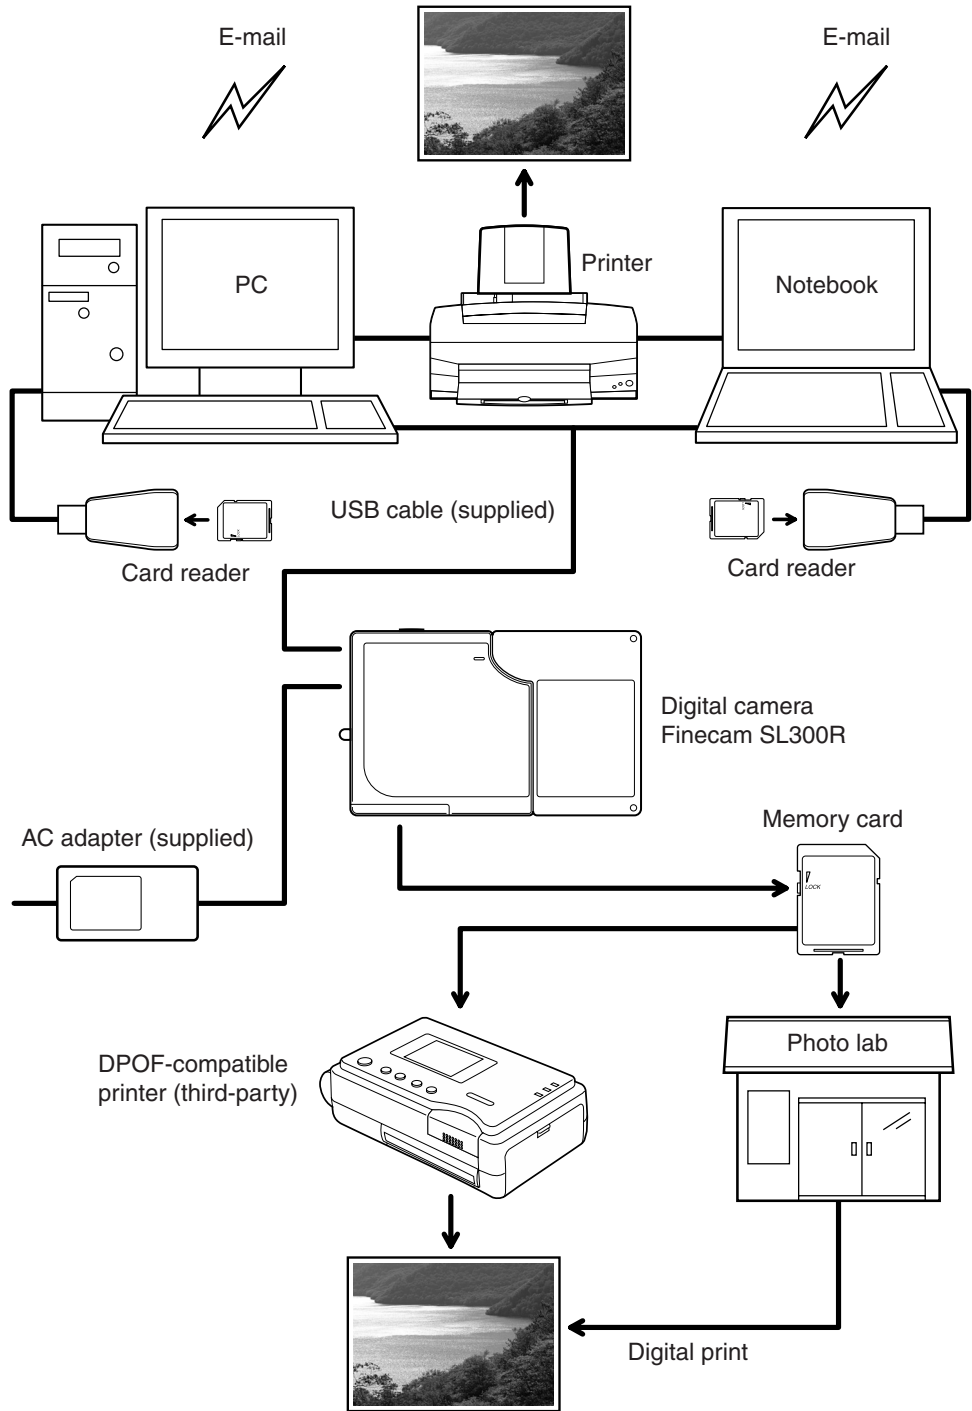 E-mail
E-mail
Printer
PC
Notebook
USB cable (supplied)
Card reader
Card reader
Digital camera
Finecam SL300R
Memory card
AC adapter (supplied)
LOCK
Photo lab
DPOF-compatible
printer (third-party)
Digital print